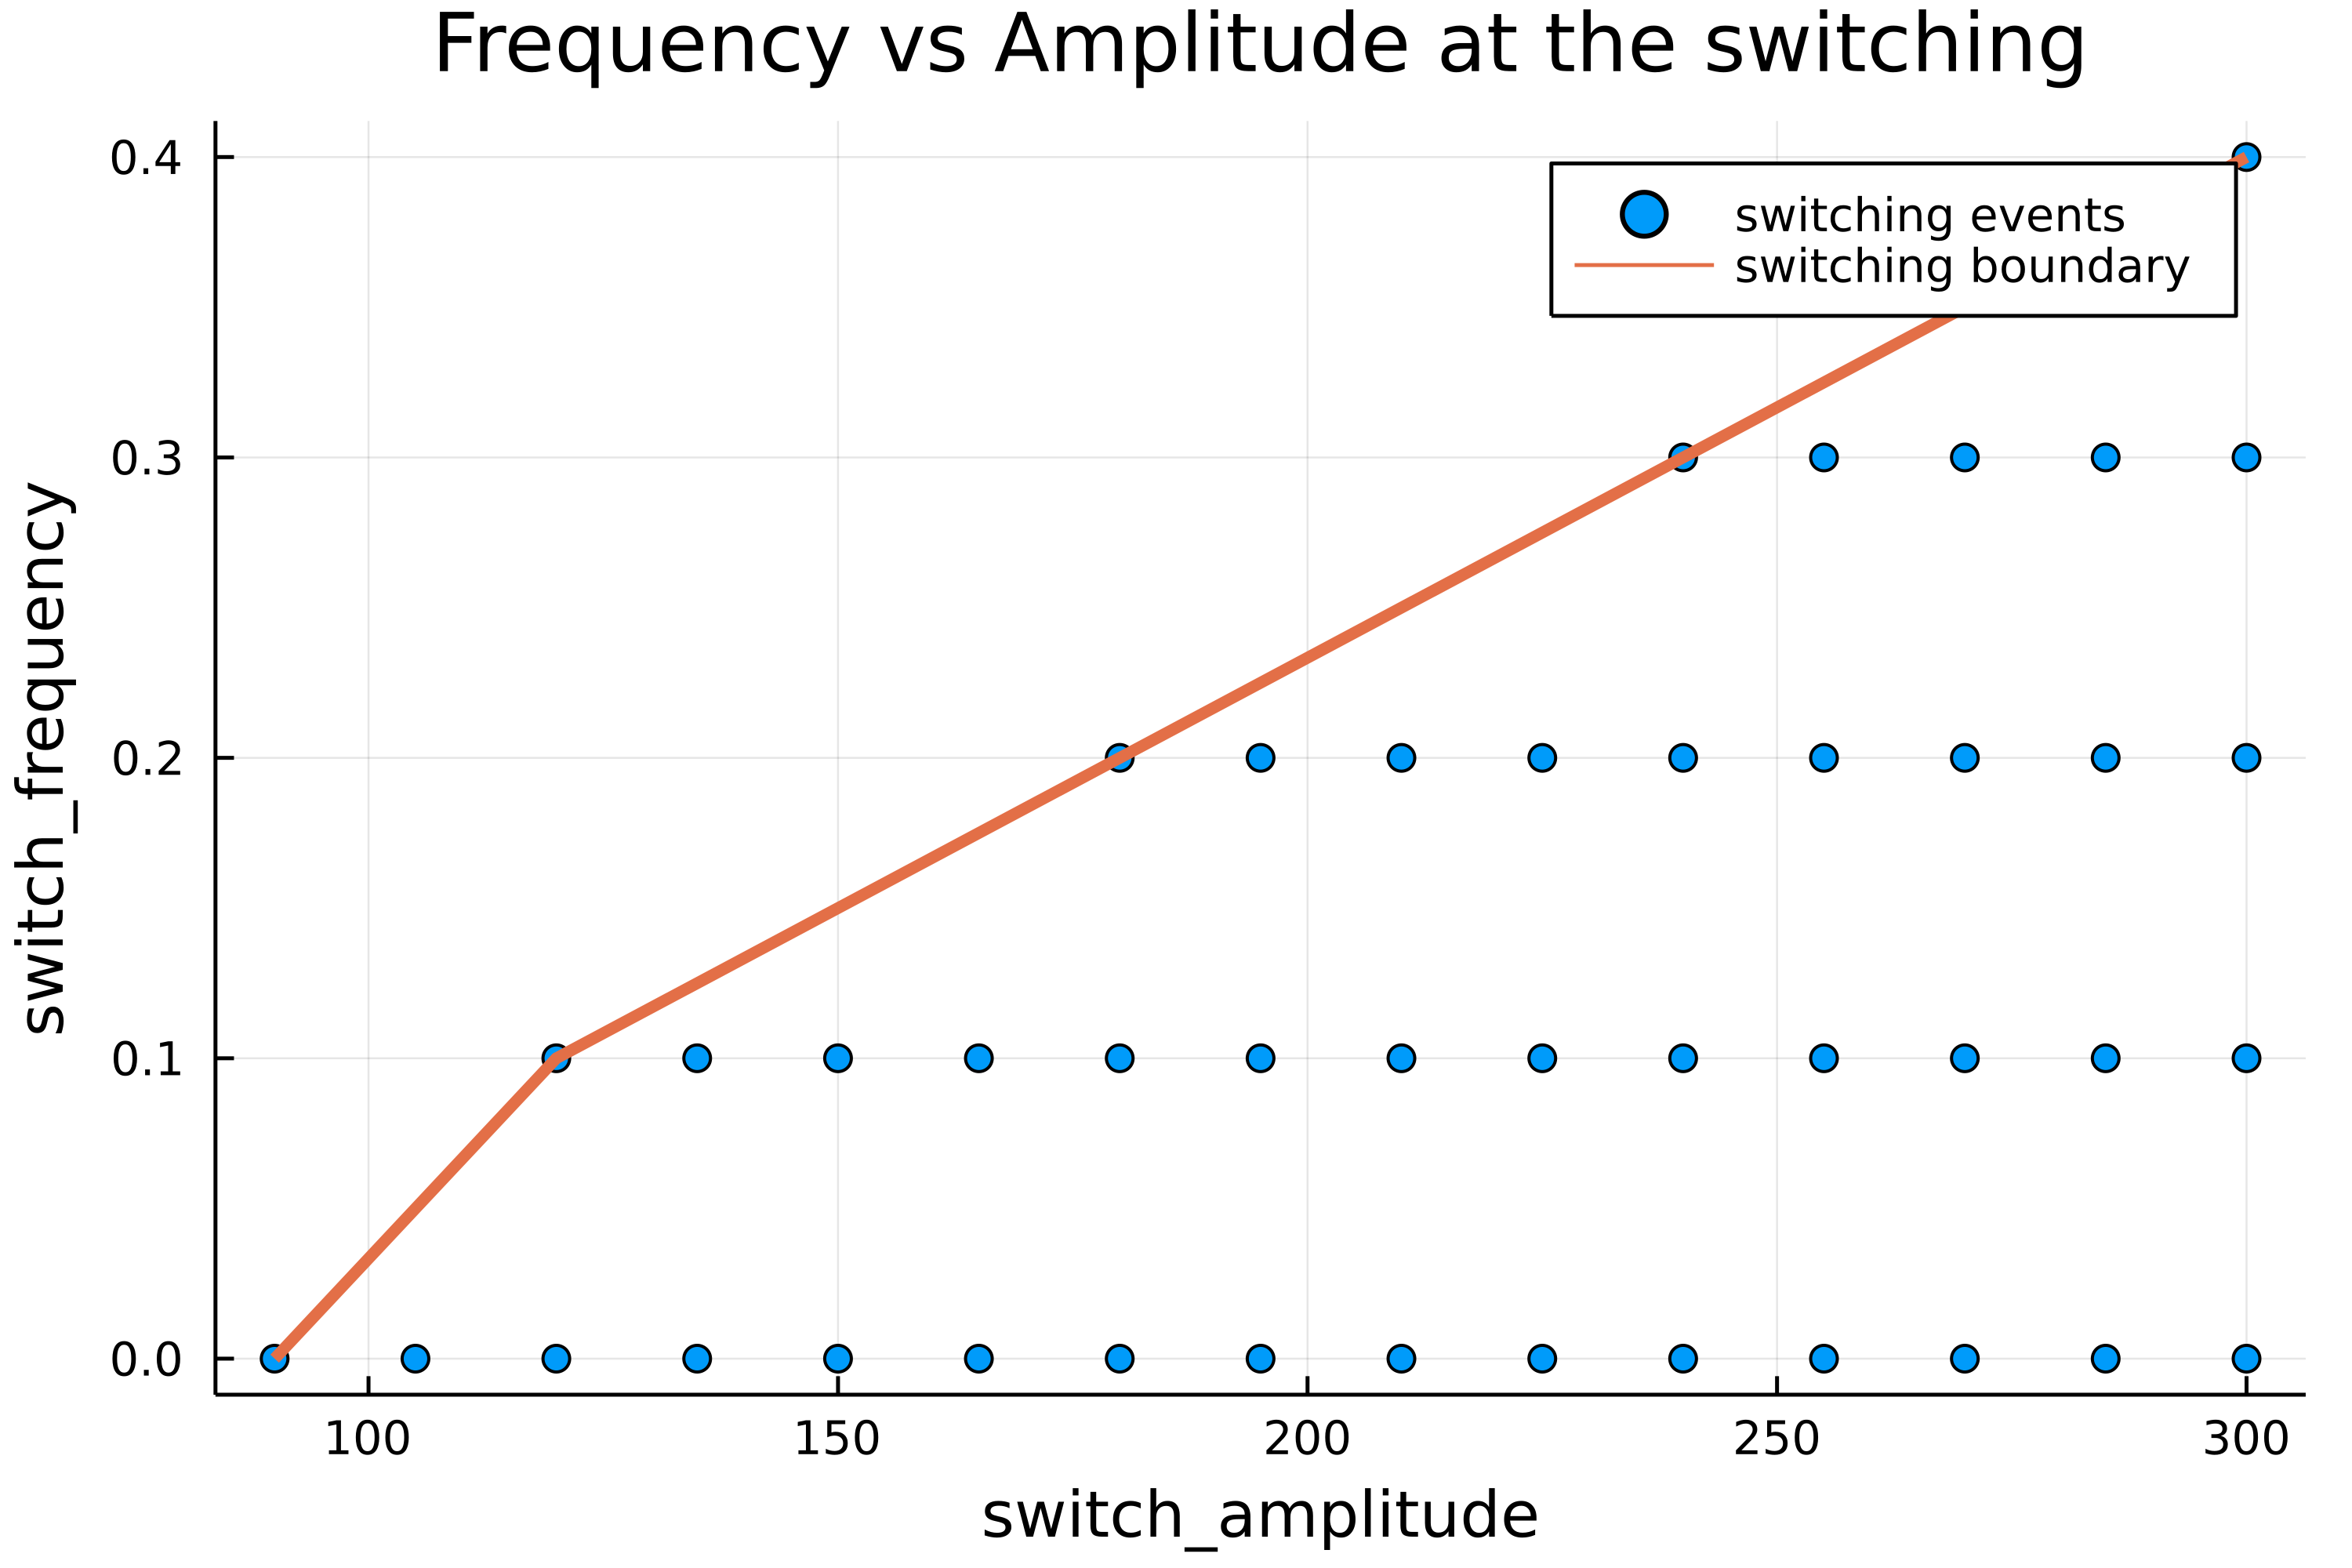 Frequency vs Amplitude at the switching
switching events
switching boundary
switch_frequency
0.4
0.3
0.2
0.1
0.0
100 150 200 250 300
switch_amplitude